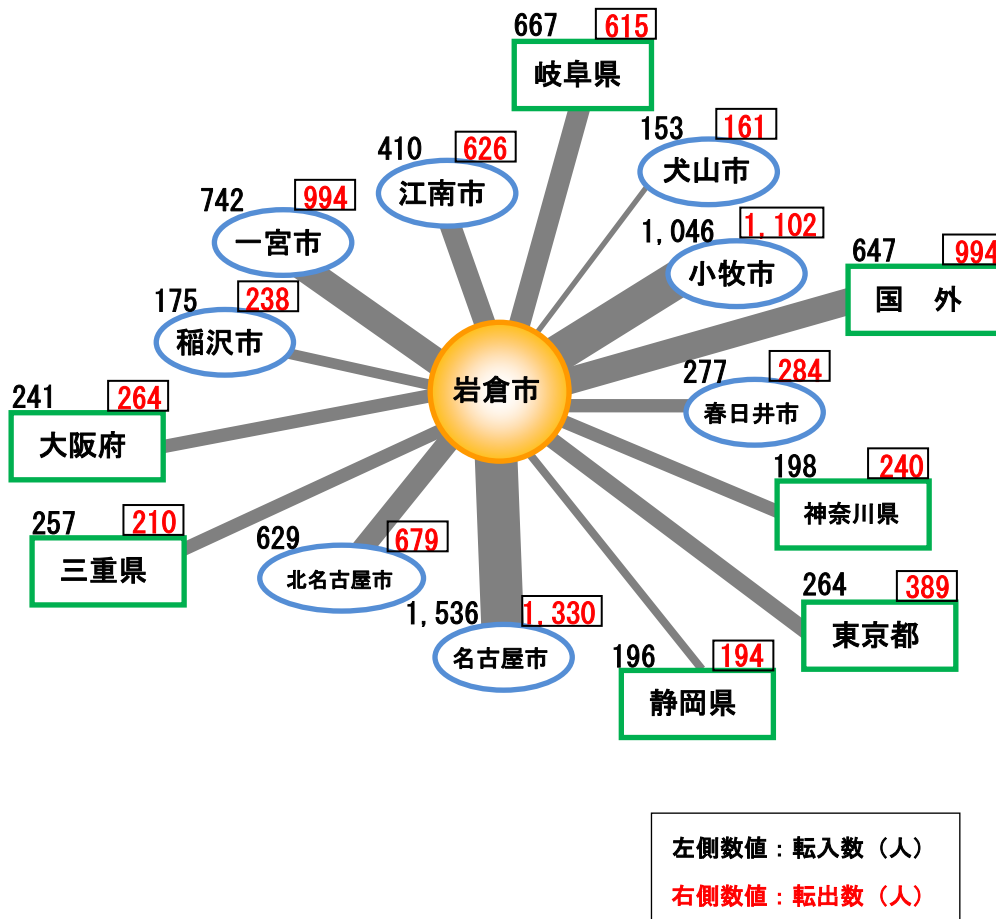 667 615
岐阜県
153 161
犬山市
410 626
江南市
742 994
一宮市
1,046 1,102
小牧市
647 994
国　外
175 238
稲沢市
岩倉市
277 284
春日井市
241 264
大阪府
198 240
神奈川県
257 210
三重県
629 679
北名古屋市
264 389
東京都
1,536 1,330
名古屋市
196 194
静岡県
左側数値：転入数（人）
右側数値：転出数（人）